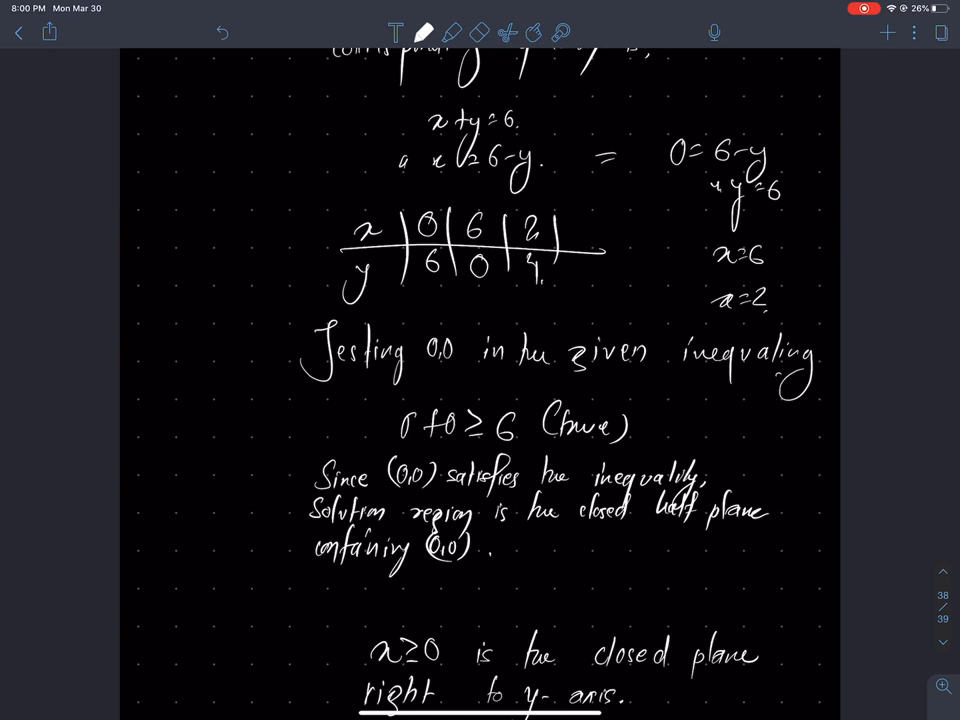 8:00 PM Mon Mar 30
26%
T
x+y=6.
x = 6-y. = 0=6-y
y=6
x | 0 | 6 | 2 |
y | 6 | 0 | 4.
x=6
x=2
Testing 0,0 in the given inequaling
0+0≥6 (true)
Since (0,0) satisfies the inequality,
Solution region is the closed half plane
containing (0,0).
38
/
39
x≥0 is the closed plane
right to y-axis.